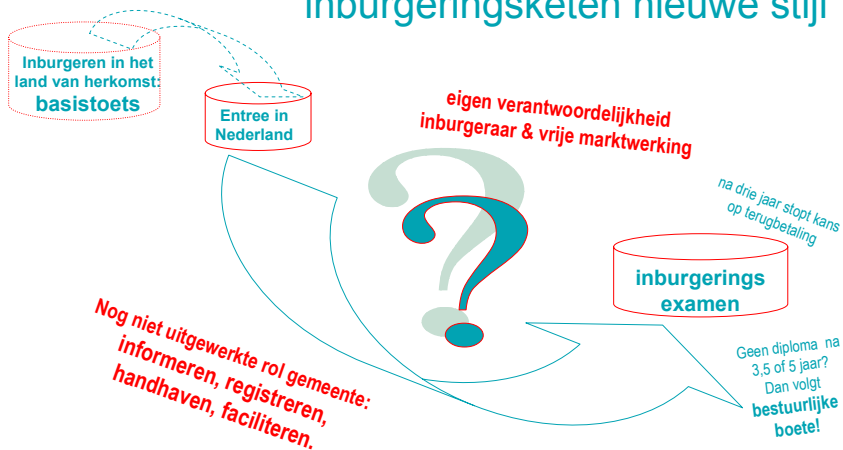 Inburgeringsketen nieuwe stijl
Inburgeren in het
land van herkomst:
basistoets
Entree in
Nederland
eigen verantwoordelijkheid
inburgeraar & vrije marktwerking
?
na drie jaar stopt kans
op terugbetaling
inburgerings
examen
Nog niet uitgewerkte rol gemeente:
informeren, registreren,
handhaven, faciliteren.
Geen diploma na
3,5 of 5 jaar?
Dan volgt
bestuurlijke
boete!